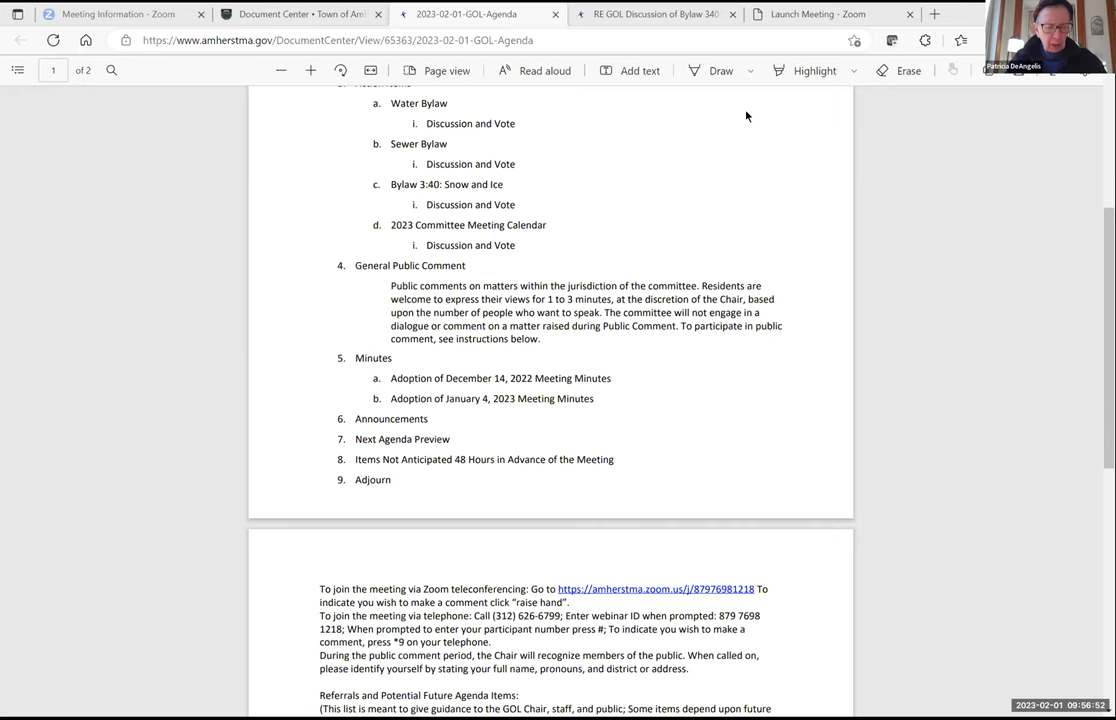 Meeting Information - Zoom
Document Center • Town of Am
2023-02-01-GOL-Agenda
RE GOL Discussion of Bylaw 340
Launch Meeting - Zoom
https://www.amherstma.gov/DocumentCenter/View/65363/2023-02-01-GOL-Agenda
1 of 2
Page view
Read aloud
Add text
Draw
Highlight
Erase
Patricia DeAngelis
a. Water Bylaw
i. Discussion and Vote
b. Sewer Bylaw
i. Discussion and Vote
c. Bylaw 3:40: Snow and Ice
i. Discussion and Vote
d. 2023 Committee Meeting Calendar
i. Discussion and Vote
4. General Public Comment
Public comments on matters within the jurisdiction of the committee. Residents are
welcome to express their views for 1 to 3 minutes, at the discretion of the Chair, based
upon the number of people who want to speak. The committee will not engage in a
dialogue or comment on a matter raised during Public Comment. To participate in public
comment, see instructions below.
5. Minutes
a. Adoption of December 14, 2022 Meeting Minutes
b. Adoption of January 4, 2023 Meeting Minutes
6. Announcements
7. Next Agenda Preview
8. Items Not Anticipated 48 Hours in Advance of the Meeting
9. Adjourn
To join the meeting via Zoom teleconferencing: Go to https://amherstma.zoom.us/j/87976981218 To
indicate you wish to make a comment click “raise hand”.
To join the meeting via telephone: Call (312) 626-6799; Enter webinar ID when prompted: 879 7698
1218; When prompted to enter your participant number press #; To indicate you wish to make a
comment, press *9 on your telephone.
During the public comment period, the Chair will recognize members of the public. When called on,
please identify yourself by stating your full name, pronouns, and district or address.
Referrals and Potential Future Agenda Items:
(This list is meant to give guidance to the GOL Chair, staff, and public; Some items depend upon future
2023-02-01 09:56:52